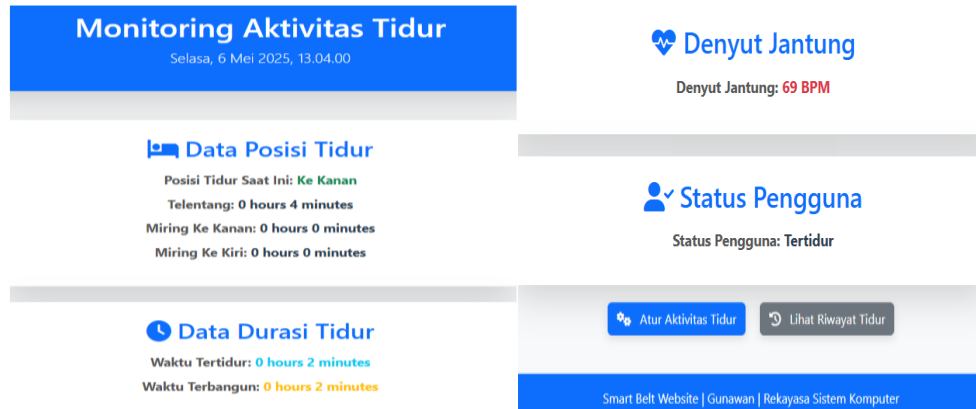 Monitoring Aktivitas Tidur
Selasa, 6 Mei 2025, 13.04.00
Data Posisi Tidur
Posisi Tidur Saat Ini: Ke Kanan
Telentang: 0 hours 4 minutes
Miring Ke Kanan: 0 hours 0 minutes
Miring Ke Kiri: 0 hours 0 minutes
Data Durasi Tidur
Waktu Tertidur: 0 hours 2 minutes
Waktu Terbangun: 0 hours 2 minutes
Denyut Jantung
Denyut Jantung: 69 BPM
Status Pengguna
Status Pengguna: Tertidur
Atur Aktivitas Tidur
Lihat Riwayat Tidur
Smart Belt Website | Gunawan | Rekayasa Sistem Komputer